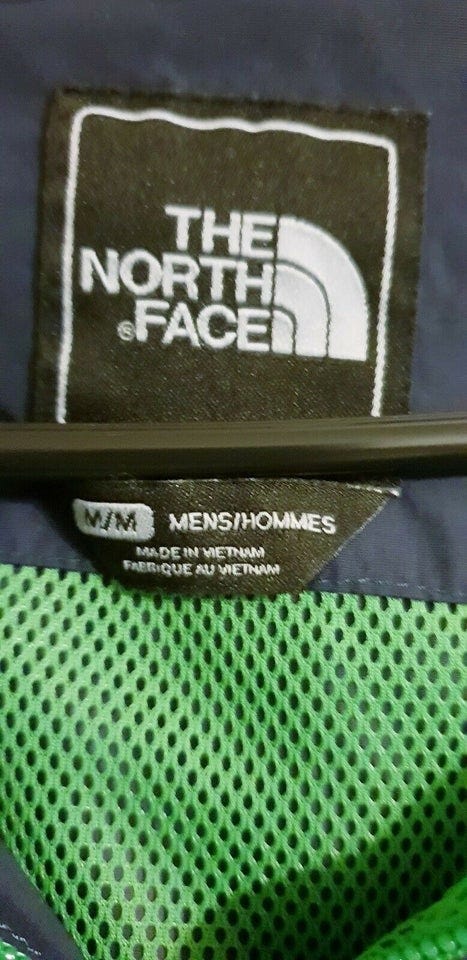 THE
NORTH
®FACE
M/M MENS/HOMMES
MADE IN VIETNAM
FABRIQUE AU VIETNAM